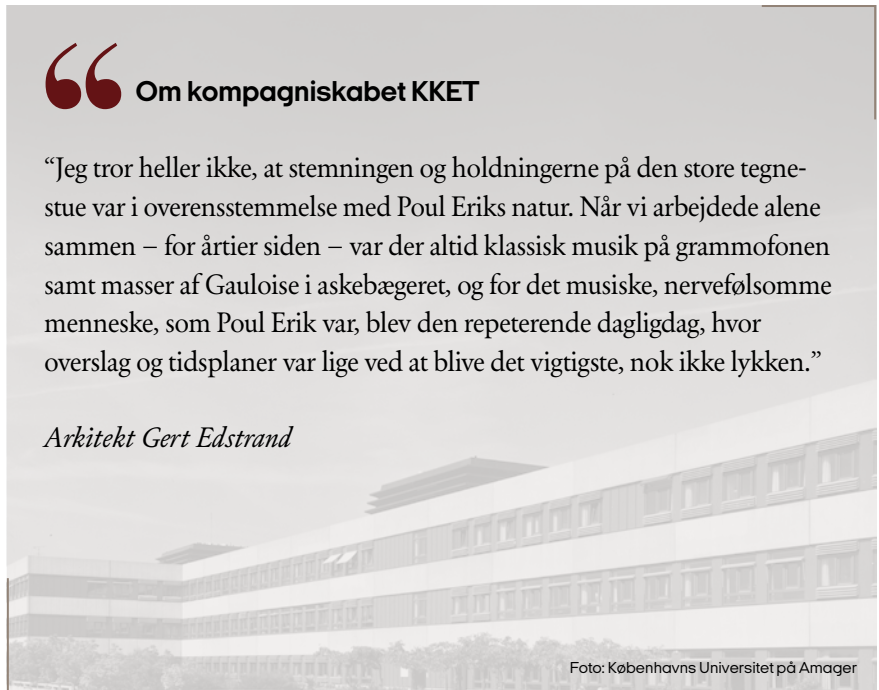 Om kompagniskabet KKET
“Jeg tror heller ikke, at stemningen og holdningerne på den store tegne-
stue var i overensstemmelse med Poul Eriks natur. Når vi arbejdede alene
sammen – for årtier siden – var der altid klassisk musik på grammofonen
samt masser af Gauloise i askebægeret, og for det musiske, nervefølsomme
menneske, som Poul Erik var, blev den repeterende dagligdag, hvor
overslag og tidsplaner var lige ved at blive det vigtigste, nok ikke lykken.”
Arkitekt Gert Edstrand
Foto: Københavns Universitet på Amager